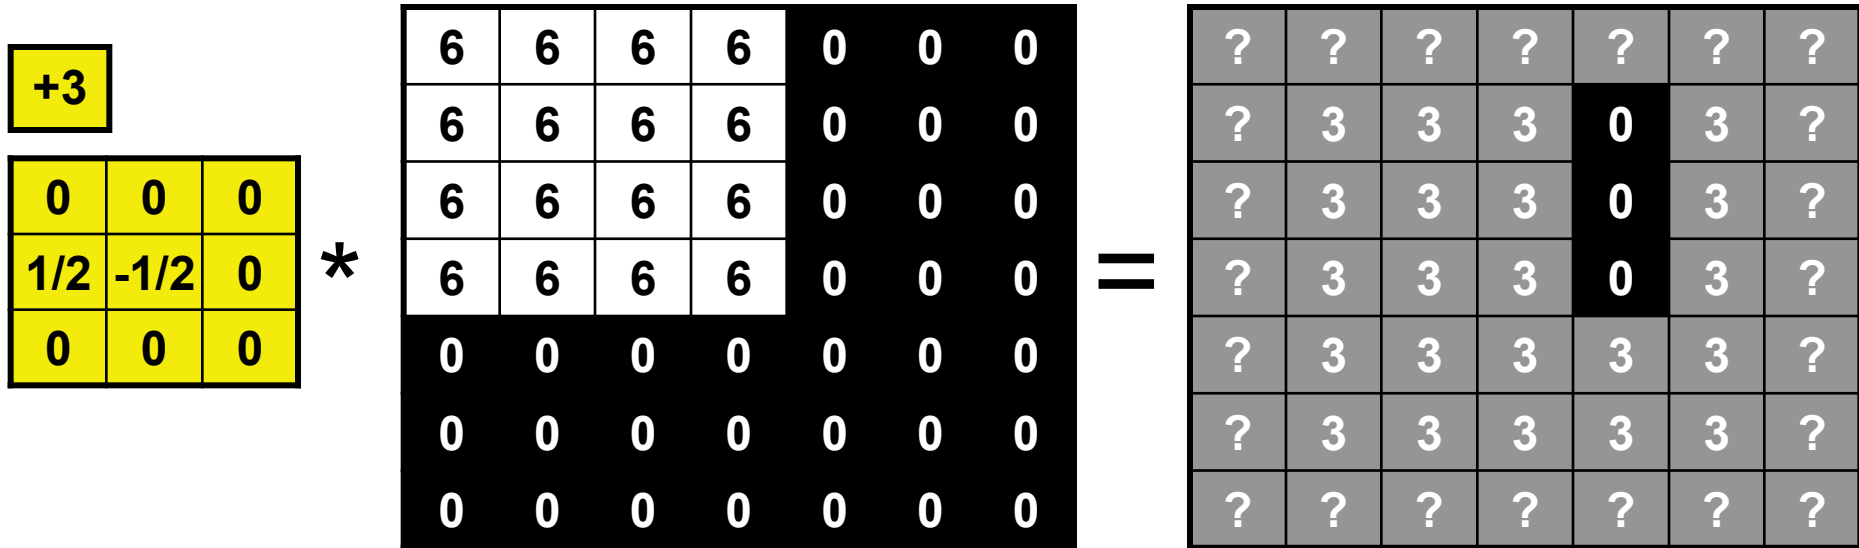 +3
0 0 0
1/2 -1/2 0
0 0 0
*
6 6 6 6 0 0 0
6 6 6 6 0 0 0
6 6 6 6 0 0 0
6 6 6 6 0 0 0
0 0 0 0 0 0 0
0 0 0 0 0 0 0
0 0 0 0 0 0 0
=
? ? ? ? ? ? ?
? 3 3 3 0 3 ?
? 3 3 3 0 3 ?
? 3 3 3 0 3 ?
? 3 3 3 3 3 ?
? 3 3 3 3 3 ?
? ? ? ? ? ? ?